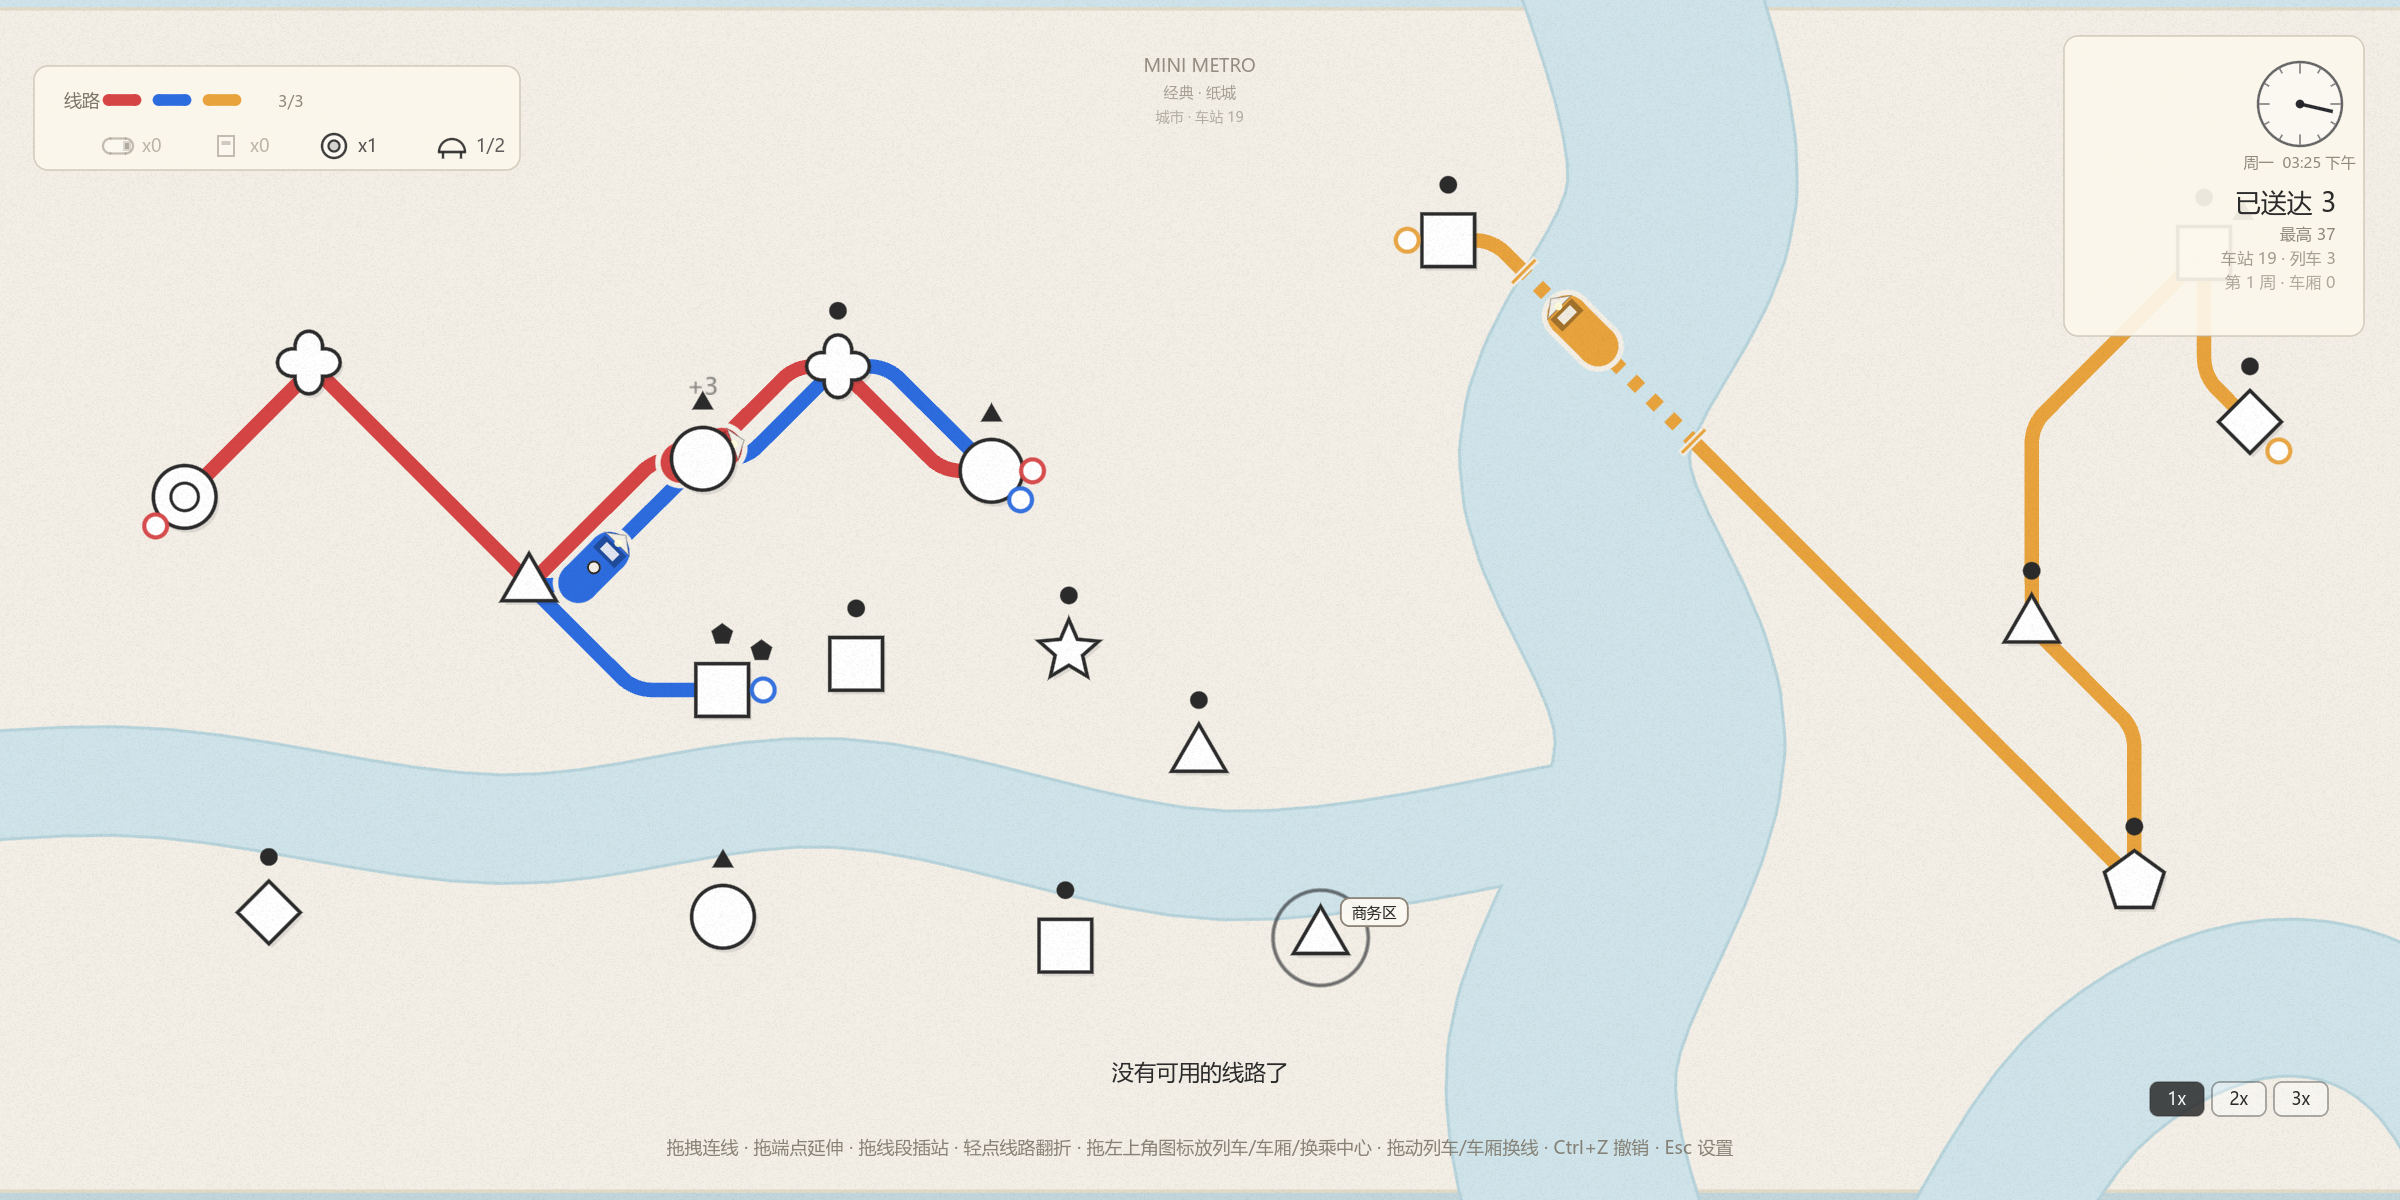 线路 3/3
x0 x0 x1 1/2
MINI METRO
经典 · 纸城
城市 · 车站 19
周一 03:25 下午
已送达 3
最高 37
车站 19 · 列车 3
第 1 周 · 车厢 0
+3
商务区
没有可用的线路了
1x 2x 3x
拖拽连线 · 拖端点延伸 · 拖线段插站 · 轻点线路翻折 · 拖左上角图标放列车/车厢/换乘中心 · 拖动列车/车厢换线 · Ctrl+Z 撤销 · Esc 设置